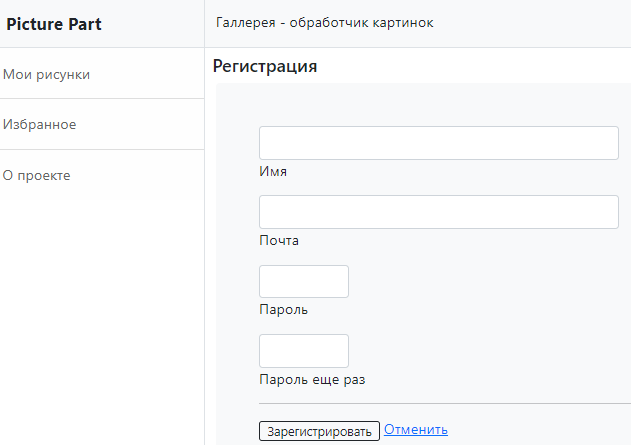 Picture Part
Галлерея - обработчик картинок
Мои рисунки
Избранное
О проекте
Регистрация
Имя
Почта
Пароль
Пароль еще раз
Зарегистрировать Отменить